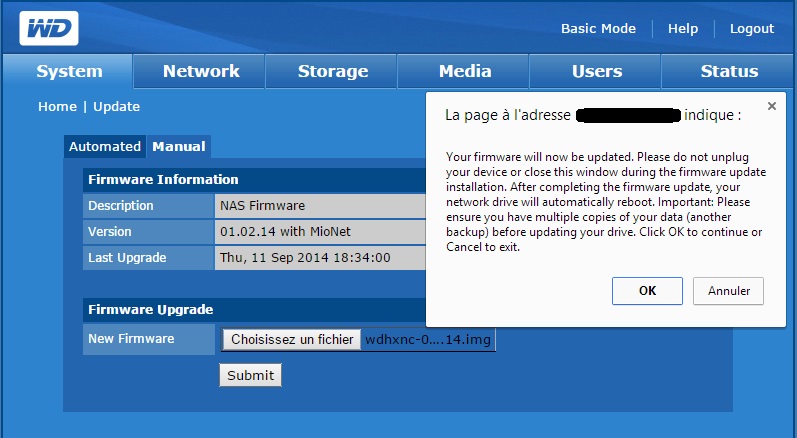 WD
Basic Mode | Help | Logout
System Network Storage Media Users Status
Home | Update
La page à l'adresse indique :
Your firmware will now be updated. Please do not unplug
your device or close this window during the firmware update
installation. After completing the firmware update, your
network drive will automatically reboot. Important: Please
ensure you have multiple copies of your data (another
backup) before updating your drive. Click OK to continue or
Cancel to exit.
OK Annuler
Automated Manual
Firmware Information
Description NAS Firmware
Version 01.02.14 with MioNet
Last Upgrade Thu, 11 Sep 2014 18:34:00
Firmware Upgrade
New Firmware Choisissez un fichier wdhxnc-0....14.img
Submit